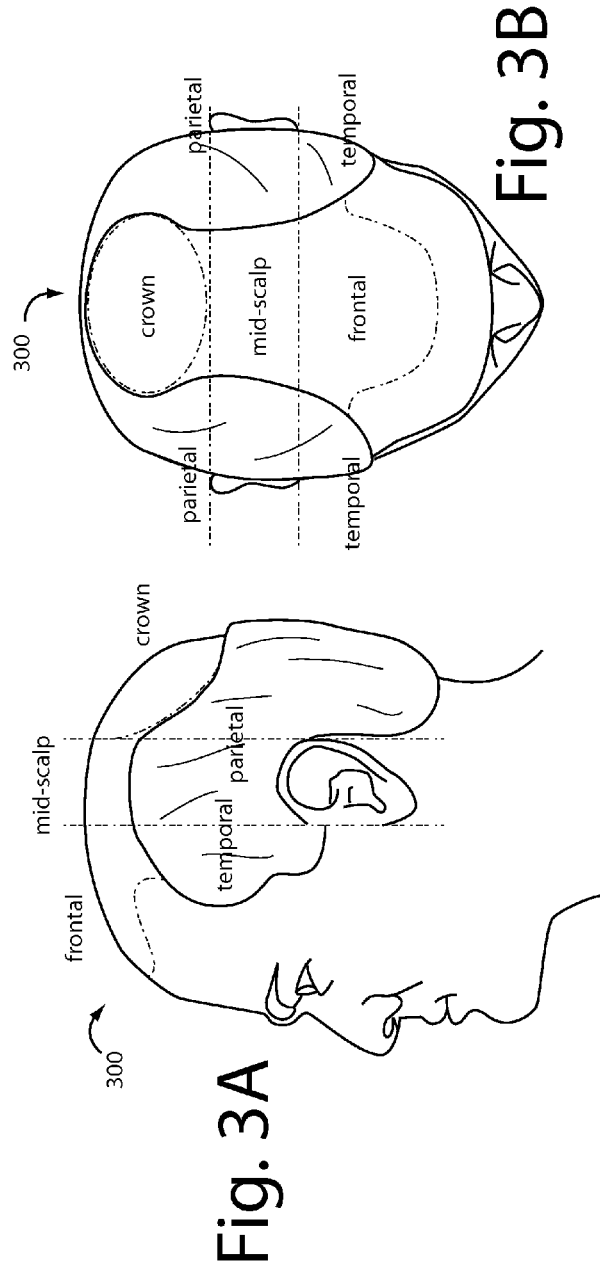 300
frontal
mid-scalp
crown
temporal
parietal
Fig. 3A
300
parietal
parietal
crown
mid-scalp
frontal
temporal
temporal
Fig. 3B